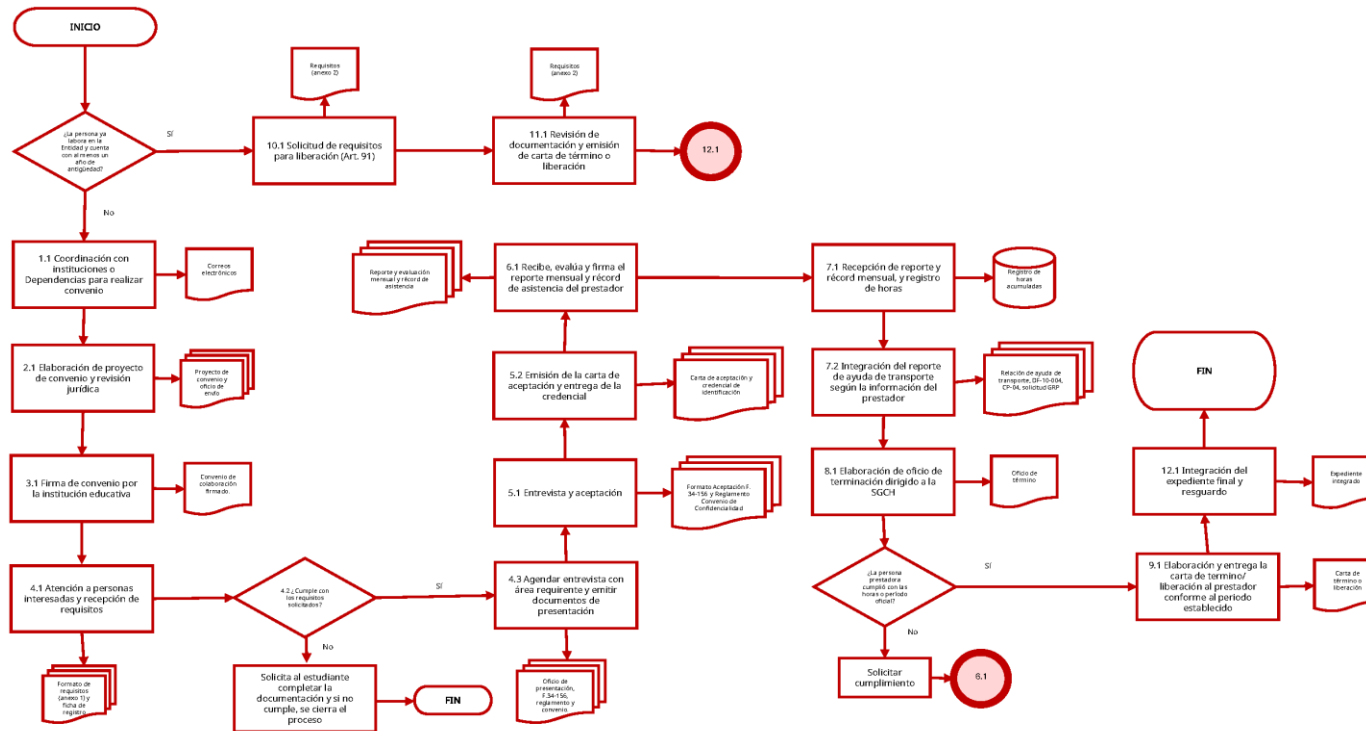 INICIO
¿La persona ya
labora en la
Entidad y cuenta
con al menos un
año de
antigüedad?
Sí
No
Requisitos
(anexo 2)
10.1 Solicitud de requisitos
para liberación (Art. 91)
Requisitos
(anexo 2)
11.1 Revisión de
documentación y emisión
de carta de término o
liberación
12.1
1.1 Coordinación con
instituciones o
Dependencias para realizar
convenio
Correos
electrónicos
2.1 Elaboración de proyecto
de convenio y revisión
jurídica
Proyecto de
convenio y
oficio de
envío
3.1 Firma de convenio por
la institución educativa
Convenio de
colaboración
firmado.
4.1 Atención a personas
interesadas y recepción de
requisitos
Formato de
requisitos
(anexo 1) y
ficha de
registro
4.2 ¿Cumple con
los requisitos
solicitados?
Sí
No
Solicita al estudiante
completar la
documentación y si no
cumple, se cierra el
proceso
FIN
4.3 Agendar entrevista con
área requirente y emitir
documentos de
presentación
Oficio de
presentación,
F.34-156,
reglamento y
convenio.
5.1 Entrevista y aceptación
Formato Aceptación F.
34-156 y Reglamento
Convenio de
Confidencialidad
5.2 Emisión de la carta de
aceptación y entrega de la
credencial
Carta de aceptación y
credencial de
identificación
6.1 Recibe, evalúa y firma el
reporte mensual y récord
de asistencia del prestador
Reporte y evaluación
mensual y récord de
asistencia
7.1 Recepción de reporte y
récord mensual, y registro
de horas
Registro de
horas
acumuladas
7.2 Integración del reporte
de ayuda de transporte
según la información del
prestador
Relación de ayuda de
transporte, DF-10-004,
CP-04, solicitud GRP
8.1 Elaboración de oficio de
terminación dirigido a la
SGCH
Oficio de
término
¿La persona
prestadora
cumplió con las
horas o período
oficial?
Sí
No
Solicitar
cumplimiento
6.1
9.1 Elaboración y entrega la
carta de termino/
liberación al prestador
conforme al periodo
establecido
Carta de
término o
liberación
12.1 Integración del
expediente final y
resguardo
Expediente
integrado
FIN